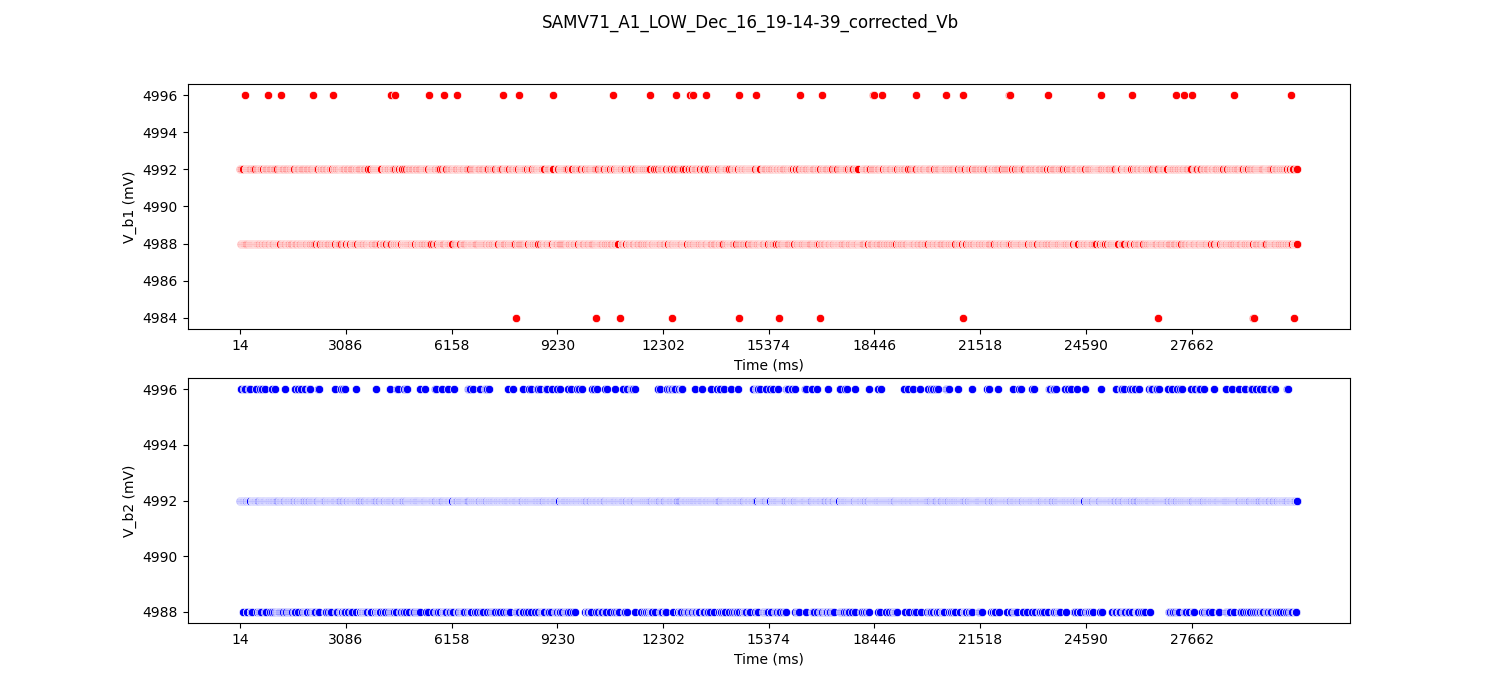 SAMV71_A1_LOW_Dec_16_19-14-39_corrected_Vb
4996
4994
4992
4990
4988
4986
4984
V_b1 (mV)
14 3086 6158 9230 12302 15374 18446 21518 24590 27662
Time (ms)
4996
4994
4992
4990
4988
V_b2 (mV)
14 3086 6158 9230 12302 15374 18446 21518 24590 27662
Time (ms)